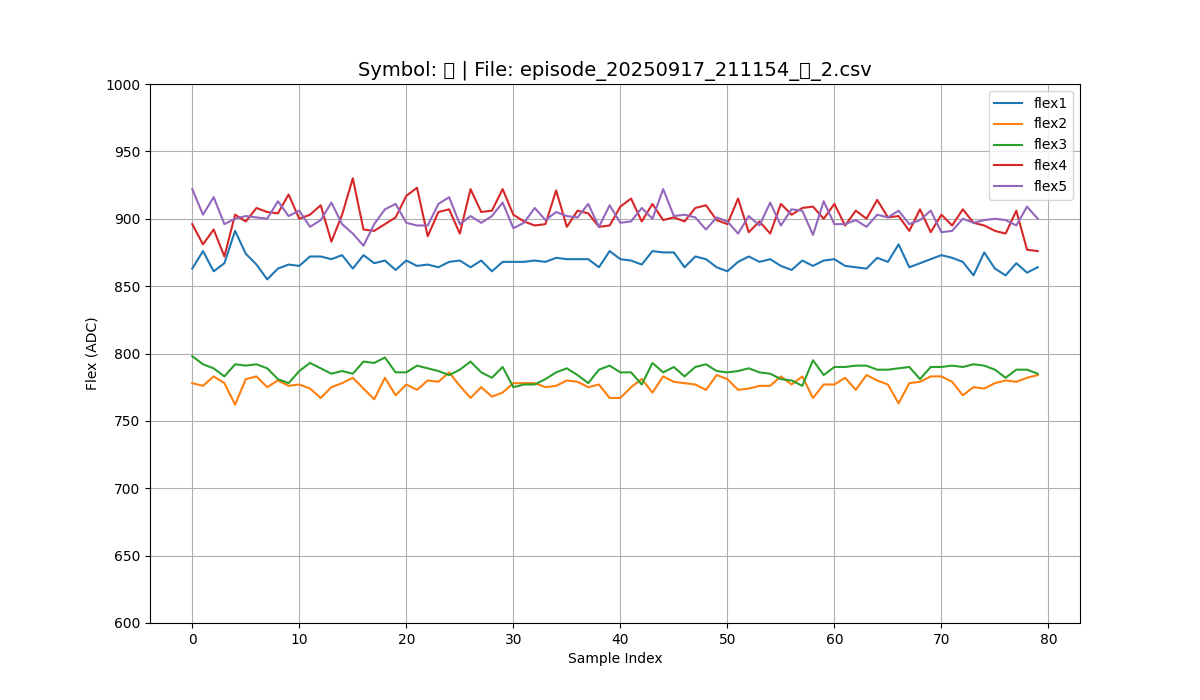 Symbol: ▯ | File: episode_20250917_211154_▯_2.csv
1000
950
900
850
800
750
700
650
600
Flex (ADC)
flex1
flex2
flex3
flex4
flex5
0 10 20 30 40 50 60 70 80
Sample Index